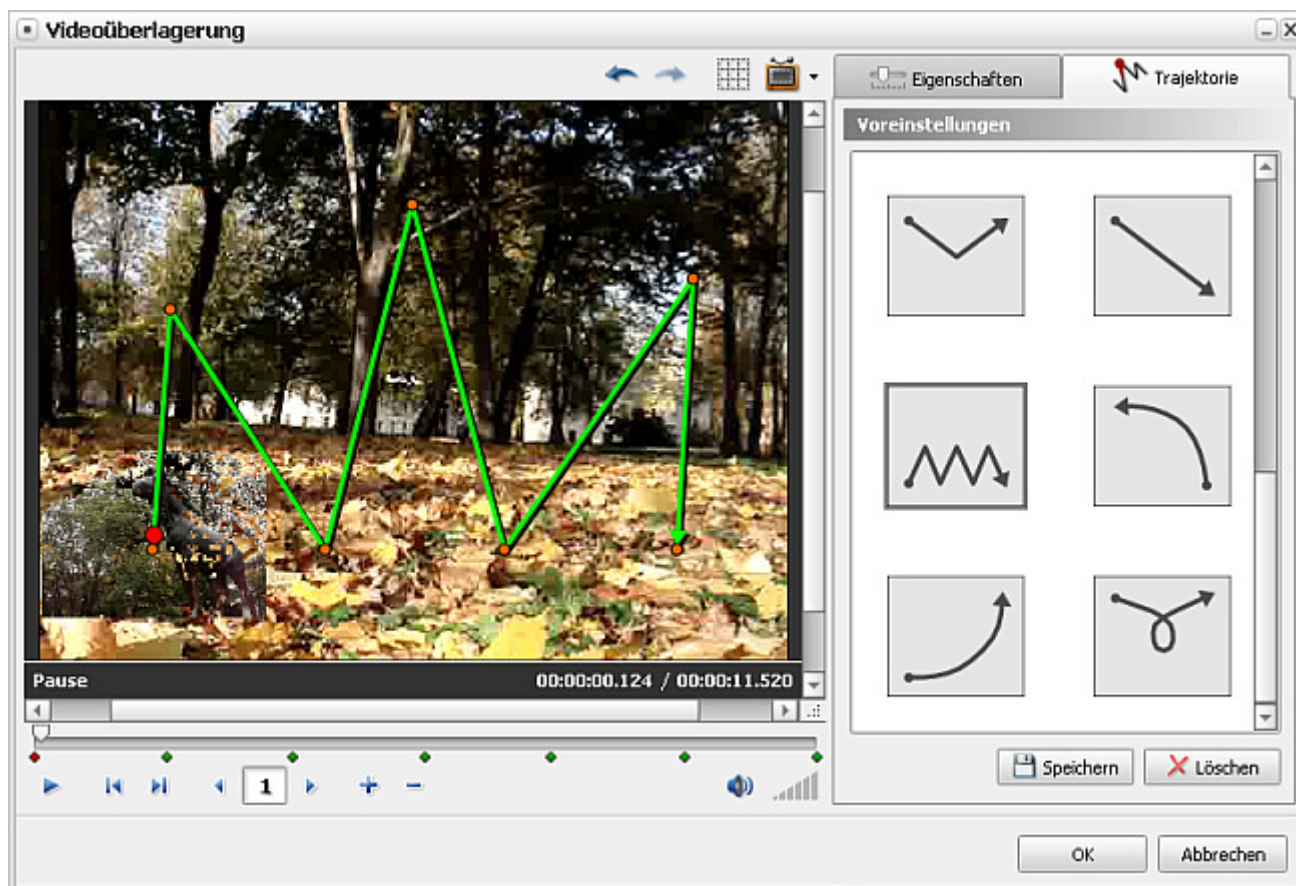 Videoüberlagerung
Eigenschaften
Trajektorie
Voreinstellungen
Pause
00:00:00.124 / 00:00:11.520
1
Speichern
Löschen
OK
Abbrechen